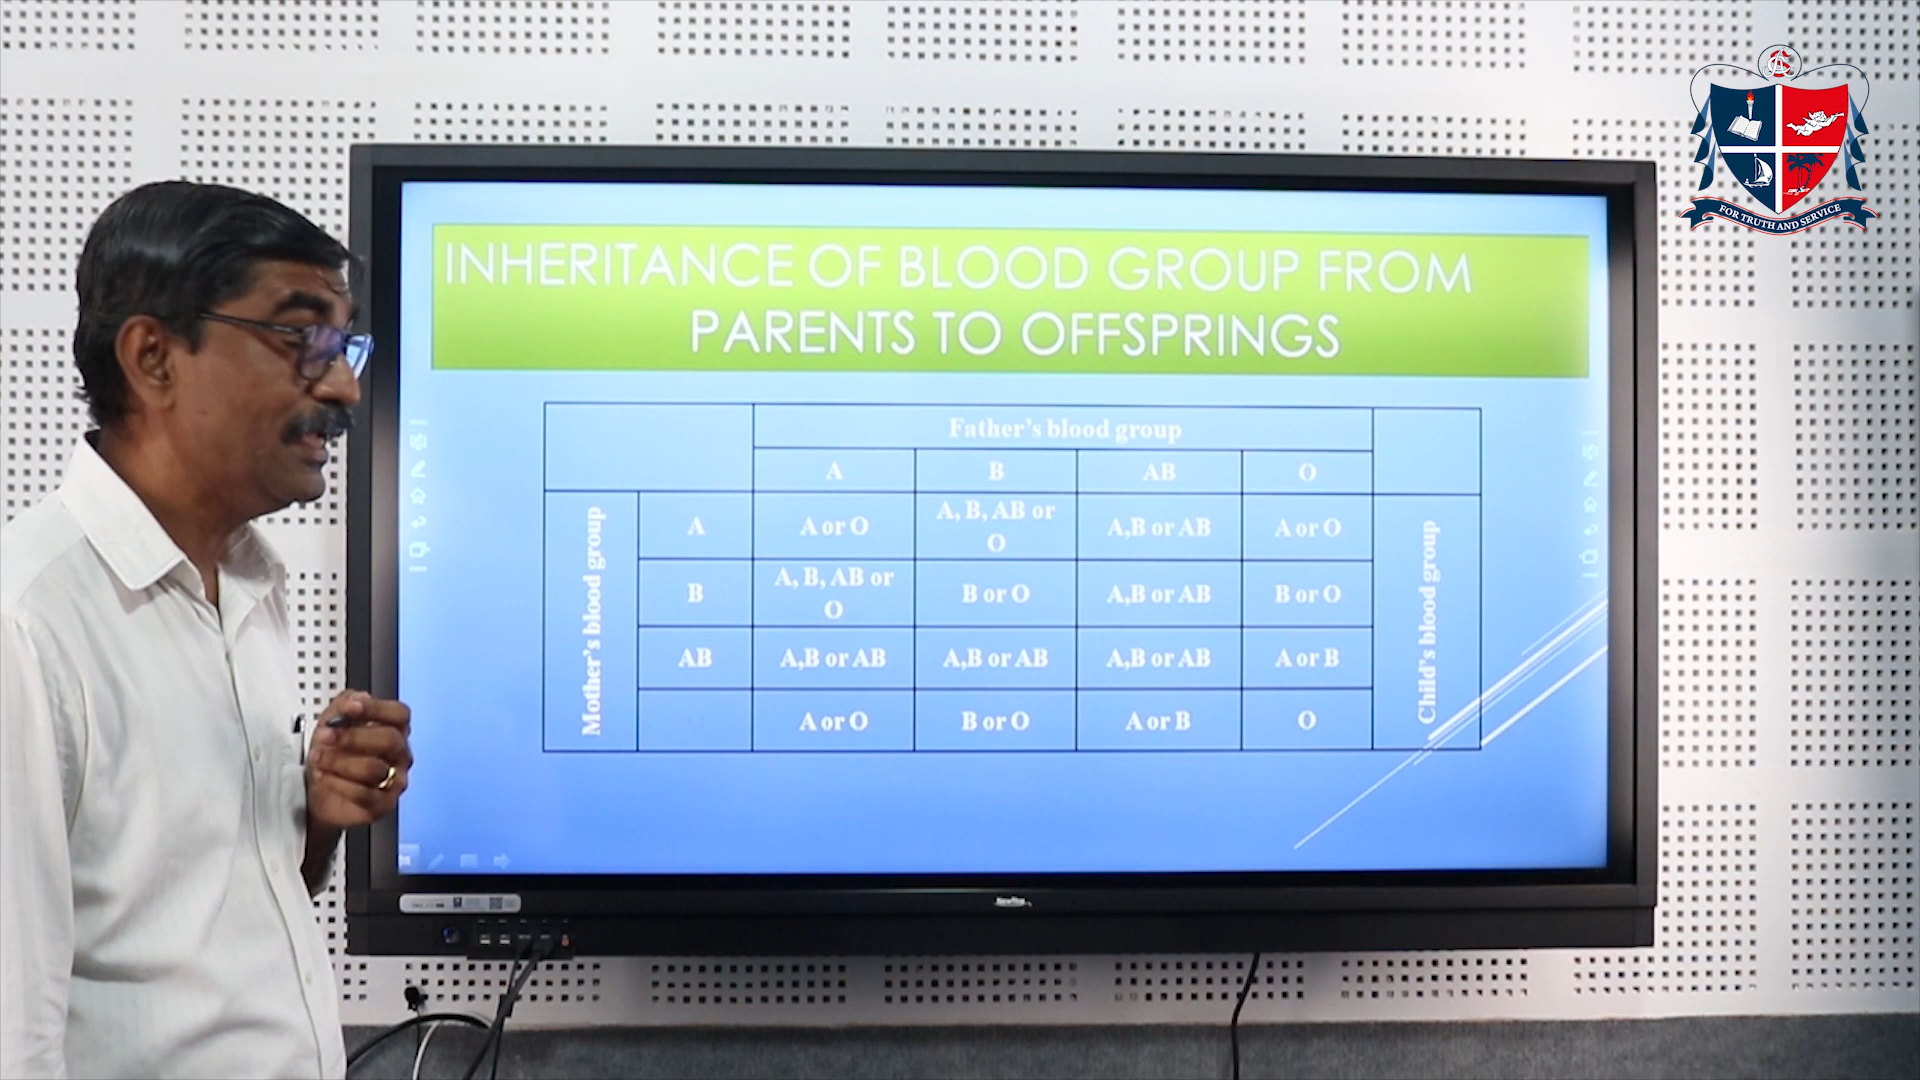 FOR TRUTH AND SERVICE
INHERITANCE OF BLOOD GROUP FROM
PARENTS TO OFFSPRINGS
Father's blood group
A B AB O
Mother's blood group
A A or O A, B, AB or O A,B or AB A or O
B A, B, AB or O B or O A,B or AB B or O
AB A,B or AB A,B or AB A,B or AB A or B
O A or O B or O A or B O
Child's blood group